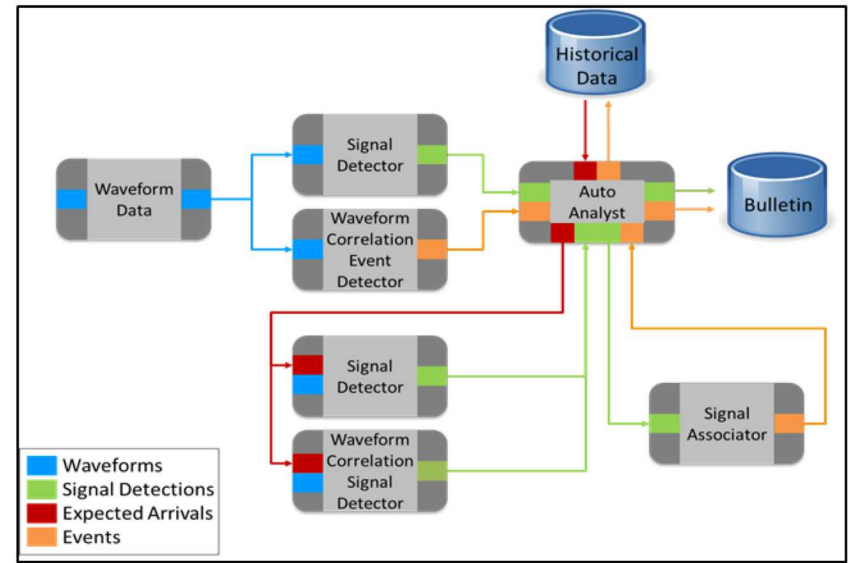 Historical
Data
Signal
Detector
Waveform
Data
Auto
Analyst
Bulletin
Waveform
Correlation
Event
Detector
Signal
Detector
Signal
Associator
Waveform
Correlation
Signal
Detector
Waveforms
Signal Detections
Expected Arrivals
Events